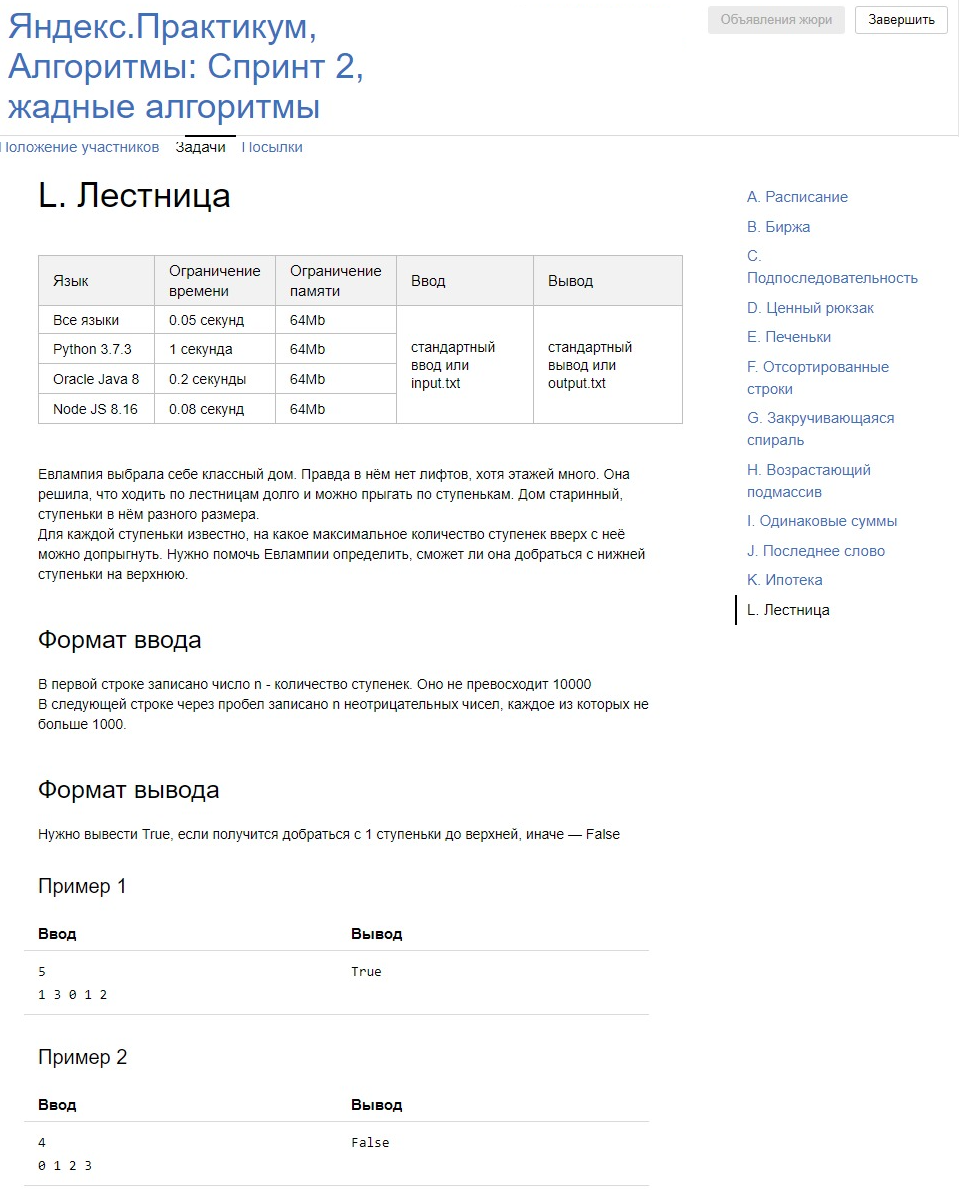 Яндекс.Практикум,
Алгоритмы: Спринт 2,
жадные алгоритмы
Объявления жюри
Завершить
Положение участников
Задачи
Посылки
L. Лестница
Язык
Ограничение
времени
Ограничение
памяти
Ввод
Вывод
Все языки
0.05 секунд
64Mb
Python 3.7.3
1 секунда
64Mb
Oracle Java 8
0.2 секунды
64Mb
Node JS 8.16
0.08 секунд
64Mb
стандартный
ввод или
input.txt
стандартный
вывод или
output.txt
Евлампия выбрала себе классный дом. Правда в нём нет лифтов, хотя этажей много. Она
решила, что ходить по лестницам долго и можно прыгать по ступенькам. Дом старинный,
ступеньки в нём разного размера.
Для каждой ступеньки известно, на какое максимальное количество ступенек вверх с неё
можно допрыгнуть. Нужно помочь Евлампии определить, сможет ли она добраться с нижней
ступеньки на верхнюю.
Формат ввода
В первой строке записано число n - количество ступенек. Оно не превосходит 10000
В следующей строке через пробел записано n неотрицательных чисел, каждое из которых не
больше 1000.
Формат вывода
Нужно вывести True, если получится добраться с 1 ступеньки до верхней, иначе — False
Пример 1
Ввод
Вывод
5
1 3 0 1 2
True
Пример 2
Ввод
Вывод
4
0 1 2 3
False
A. Расписание
B. Биржа
C.
Подпоследовательность
D. Ценный рюкзак
E. Печеньки
F. Отсортированные
строки
G. Закручивающаяся
спираль
H. Возрастающий
подмассив
I. Одинаковые суммы
J. Последнее слово
K. Ипотека
L. Лестница